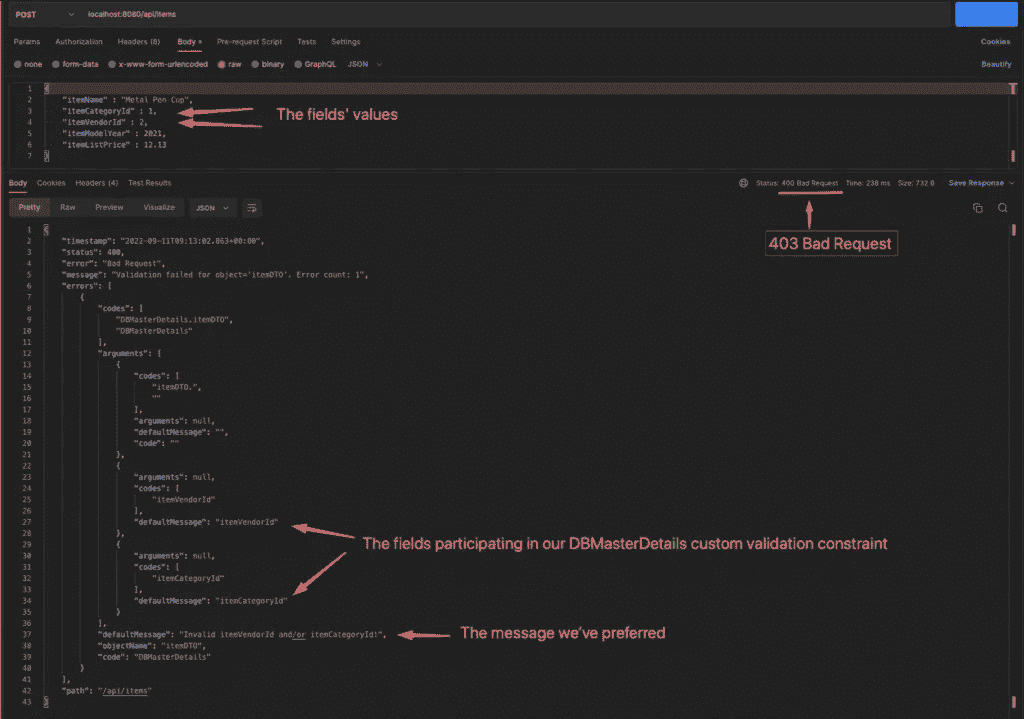 POST localhost:8080/api/items
Params Authorization Headers (8) Body Pre-request Script Tests Settings Cookies
none form-data x-www-form-urlencoded raw binary GraphQL JSON Beautify
1 {
2 "itemName" : "Metal Pen Cup",
3 "itemCategoryId" : 1,
4 "itemVendorId" : 2,
5 "itemModelYear" : 2021,
6 "itemListPrice" : 12.13
7 }
The fields' values
Body Cookies Headers (4) Test Results Status: 400 Bad Request Time: 238 ms Size: 732 B Save Response
Pretty Raw Preview Visualize JSON
403 Bad Request
1 {
2 "timestamp": "2022-09-11T09:13:02.863+00:00",
3 "status": 400,
4 "error": "Bad Request",
5 "message": "Validation failed for object='itemDTO'. Error count: 1",
6 "errors": [
7 {
8 "codes": [
9 "DBMasterDetails.itemDTO",
10 "DBMasterDetails"
11 ],
12 "arguments": [
13 {
14 "codes": [
15 "itemDTO.",
16 ""
17 ],
18 "arguments": null,
19 "defaultMessage": "",
20 "code": ""
21 },
22 {
23 "arguments": null,
24 "codes": [
25 "itemVendorId"
26 ],
27 "defaultMessage": "itemVendorId"
28 },
29 {
30 "arguments": null,
31 "codes": [
32 "itemCategoryId"
33 ],
34 "defaultMessage": "itemCategoryId"
35 }
36 ],
37 "defaultMessage": "Invalid itemVendorId and/or itemCategoryId!",
38 "objectName": "itemDTO",
39 "code": "DBMasterDetails"
40 }
41 ],
42 "path": "/api/items"
43 }
The fields participating in our DBMasterDetails custom validation constraint
The message we've preferred